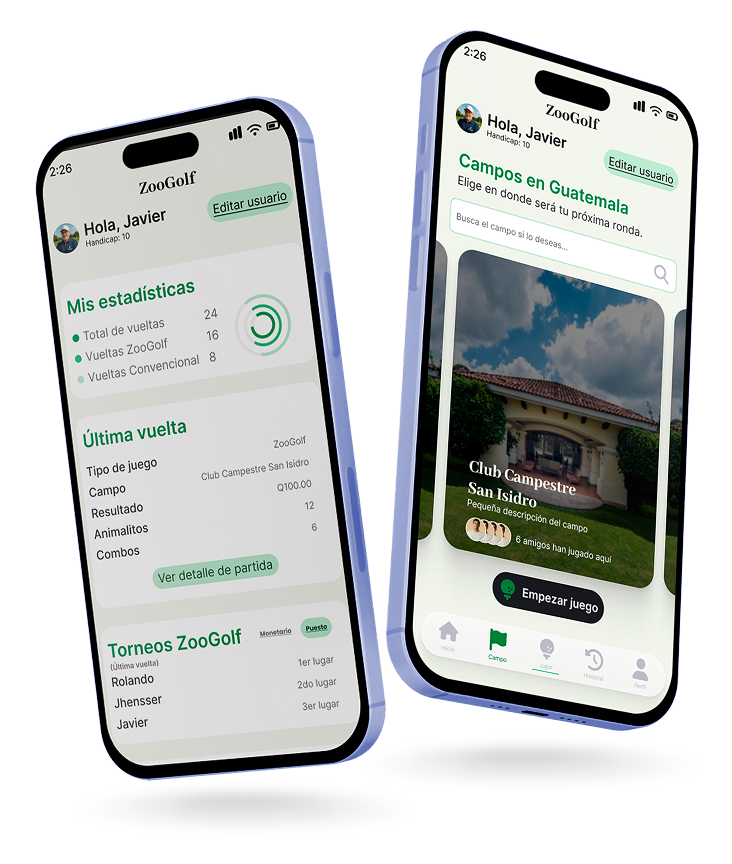 2:26
ZooGolf
Hola, Javier
Handicap: 10
Editar usuario
Mis estadísticas
Total de vueltas 24
Vueltas ZooGolf 16
Vueltas Convencional 8
Última vuelta
Tipo de juego ZooGolf
Campo Club Campestre San Isidro
Resultado Q100.00
Animalitos 12
Combos 6
Ver detalle de partida
Torneos ZooGolf Monetario Puesto
(Última vuelta)
Rolando 1er lugar
Jhensser 2do lugar
Javier 3er lugar
2:26
ZooGolf
Hola, Javier
Handicap: 10
Editar usuario
Campos en Guatemala
Elige en donde será tu próxima ronda.
Busca el campo si lo deseas...
Club Campestre
San Isidro
Pequeña descripción del campo
6 amigos han jugado aquí
Empezar juego
Inicio Campo Jugar Historial Perfil